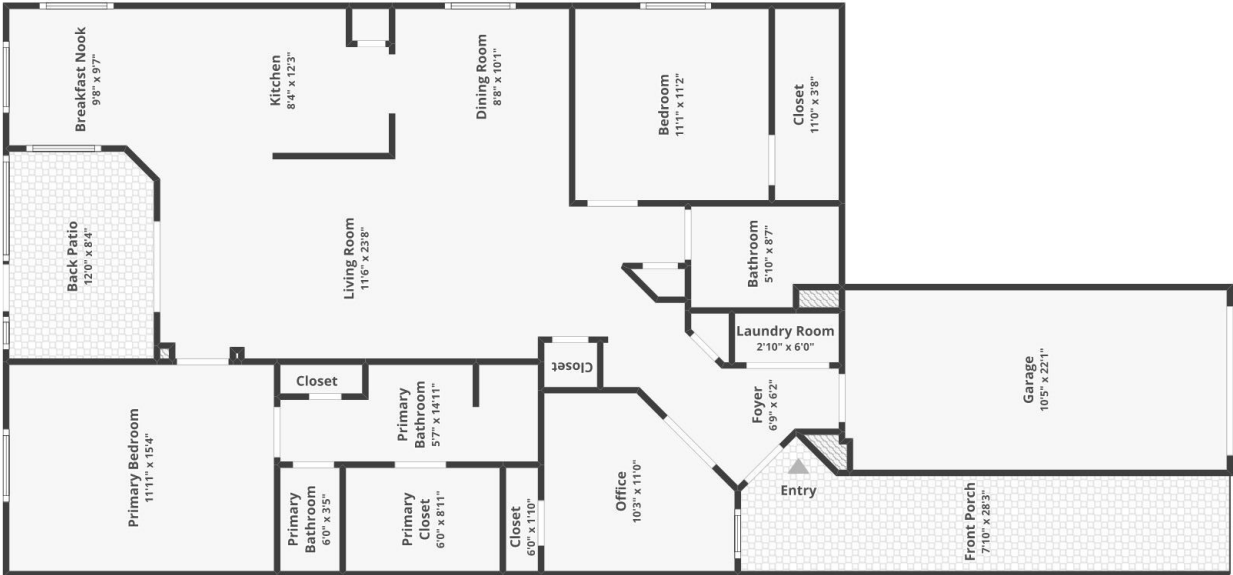 Breakfast Nook
9'8" x 9'7"
Kitchen
8'4" x 12'3"
Dining Room
8'8" x 10'1"
Bedroom
11'1" x 11'2"
Closet
11'0" x 3'8"
Back Patio
12'0" x 8'4"
Living Room
11'6" x 23'8"
Bathroom
5'10" x 8'7"
Laundry Room
2'10" x 6'0"
Closet
Closet
Primary Bedroom
11'11" x 15'4"
Primary
Bathroom
5'7" x 14'11"
Foyer
6'9" x 6'2"
Garage
10'5" x 22'1"
Primary
Bathroom
6'0" x 3'5"
Primary
Closet
6'0" x 8'11"
Closet
6'0" x 1'10"
Office
10'3" x 11'0"
Entry
Front Porch
7'10" x 28'3"